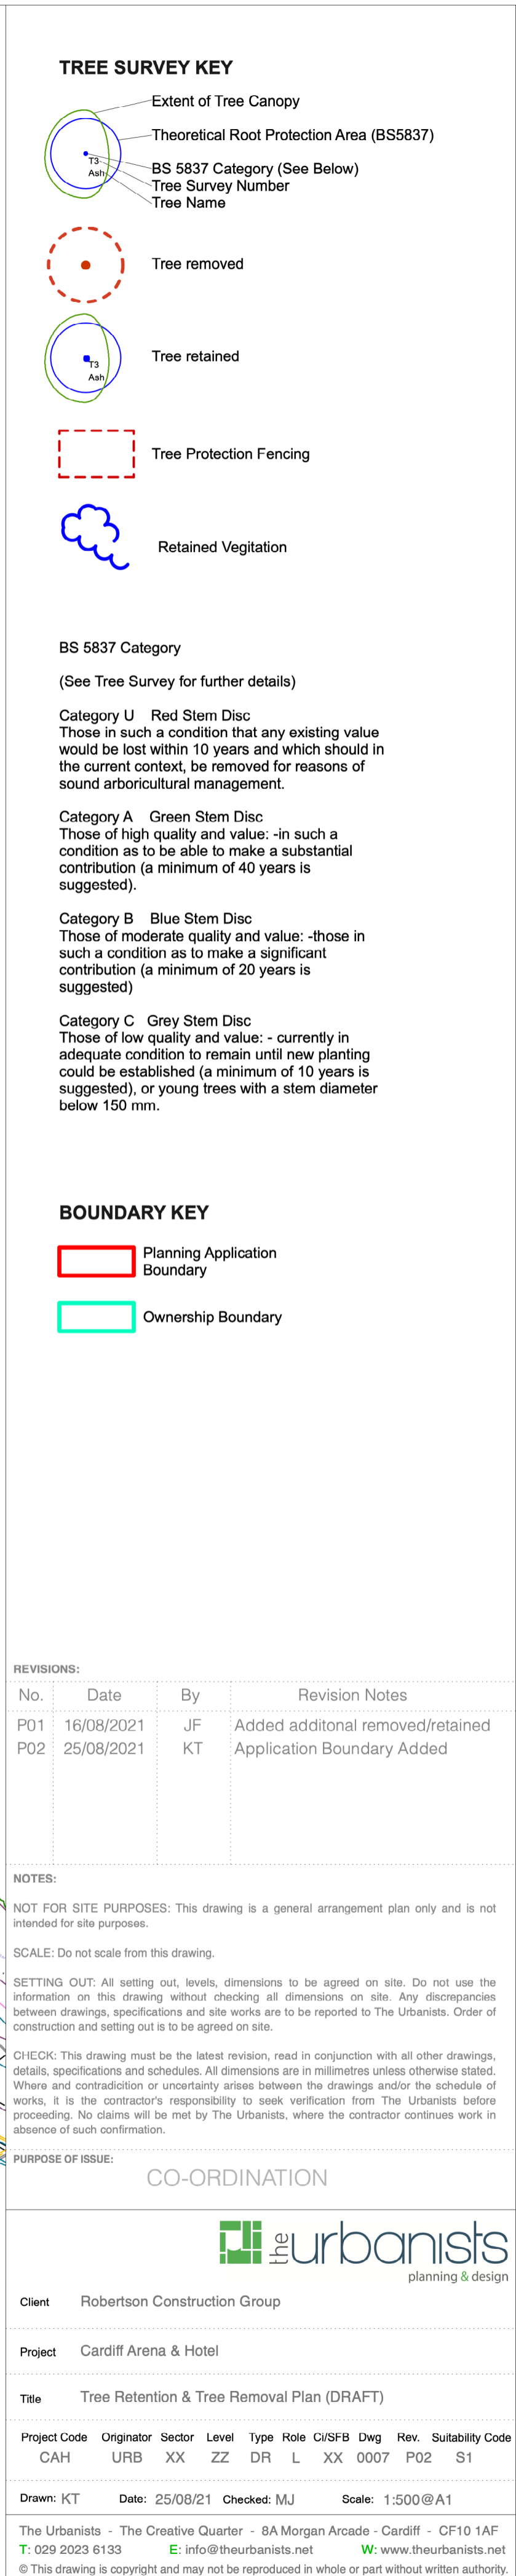 TREE SURVEY KEY
Extent of Tree Canopy
Theoretical Root Protection Area (BS5837)
BS 5837 Category (See Below)
T3
Tree Survey Number
Ash
Tree Name
Tree removed
Tree retained
T3
Ash
Tree Protection Fencing
Retained Vegitation
BS 5837 Category
(See Tree Survey for further details)
Category U Red Stem Disc
Those in such a condition that any existing value
would be lost within 10 years and which should in
the current context, be removed for reasons of
sound arboricultural management.
Category A Green Stem Disc
Those of high quality and value: -in such a
condition as to be able to make a substantial
contribution (a minimum of 40 years is
suggested).
Category B Blue Stem Disc
Those of moderate quality and value: -those in
such a condition as to make a significant
contribution (a minimum of 20 years is
suggested)
Category C Grey Stem Disc
Those of low quality and value: - currently in
adequate condition to remain until new planting
could be established (a minimum of 10 years is
suggested), or young trees with a stem diameter
below 150 mm.
BOUNDARY KEY
Planning Application
Boundary
Ownership Boundary
REVISIONS:
No. Date By Revision Notes
P01 16/08/2021 JF Added additonal removed/retained
P02 25/08/2021 KT Application Boundary Added
NOTES:
NOT FOR SITE PURPOSES: This drawing is a general arrangement plan only and is not
intended for site purposes.
SCALE: Do not scale from this drawing.
SETTING OUT: All setting out, levels, dimensions to be agreed on site. Do not use the
information on this drawing without checking all dimensions on site. Any discrepancies
between drawings, specifications and site works are to be reported to The Urbanists. Order of
construction and setting out is to be agreed on site.
CHECK: This drawing must be the latest revision, read in conjunction with all other drawings,
details, specifications and schedules. All dimensions are in millimetres unless otherwise stated.
Where and contradicition or uncertainty arises between the drawings and/or the schedule of
works, it is the contractor's responsibility to seek verification from The Urbanists before
proceeding. No claims will be met by The Urbanists, where the contractor continues work in
absence of such confirmation.
PURPOSE OF ISSUE:
CO-ORDINATION
the urbanists
planning & design
Client Robertson Construction Group
Project Cardiff Arena & Hotel
Title Tree Retention & Tree Removal Plan (DRAFT)
Project Code Originator Sector Level Type Role Ci/SFB Dwg Rev. Suitability Code
CAH URB XX ZZ DR L XX 0007 P02 S1
Drawn: KT Date: 25/08/21 Checked: MJ Scale: 1:500@A1
The Urbanists - The Creative Quarter - 8A Morgan Arcade - Cardiff - CF10 1AF
T: 029 2023 6133 E: info@theurbanists.net W: www.theurbanists.net
© This drawing is copyright and may not be reproduced in whole or part without written authority.